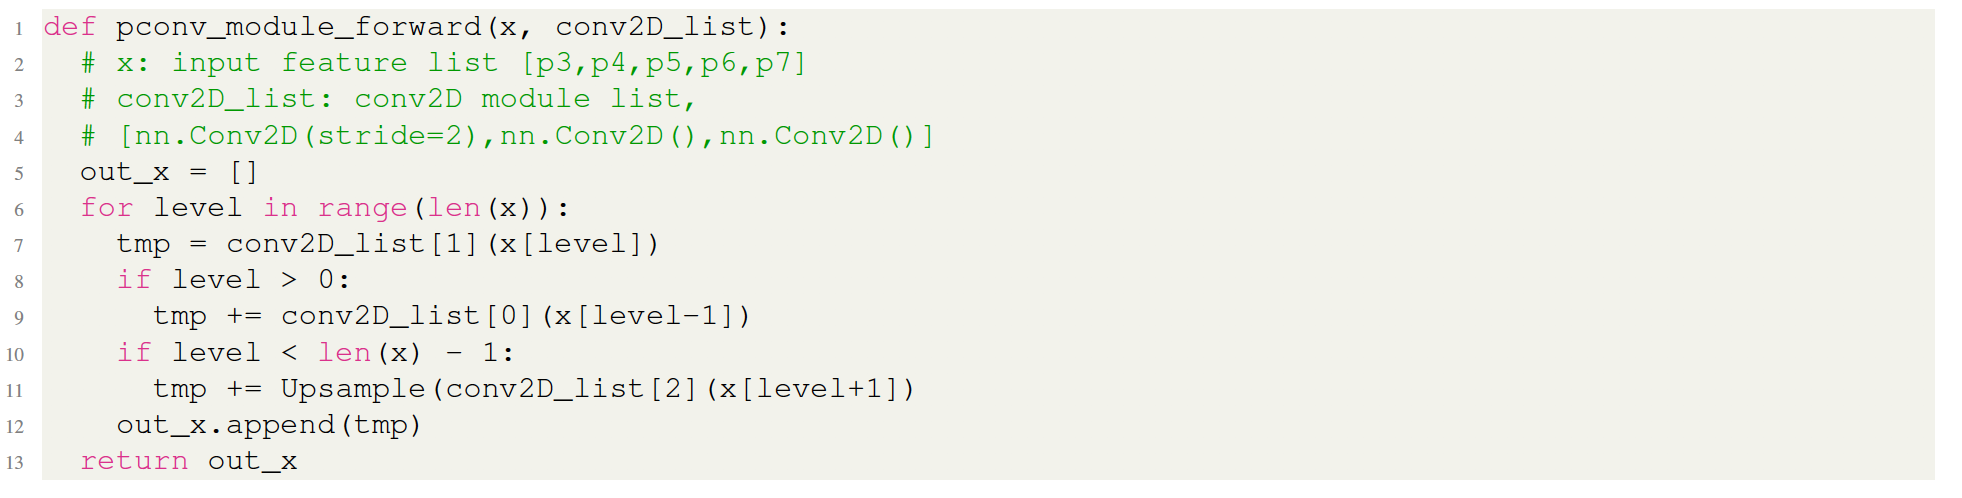 1 def pconv_module_forward(x, conv2D_list):
2   # x: input feature list [p3,p4,p5,p6,p7]
3   # conv2D_list: conv2D module list,
4   # [nn.Conv2D(stride=2),nn.Conv2D(),nn.Conv2D()]
5   out_x = []
6   for level in range(len(x)):
7     tmp = conv2D_list[1](x[level])
8     if level > 0:
9       tmp += conv2D_list[0](x[level-1])
10     if level < len(x) - 1:
11       tmp += Upsample(conv2D_list[2](x[level+1])
12     out_x.append(tmp)
13   return out_x